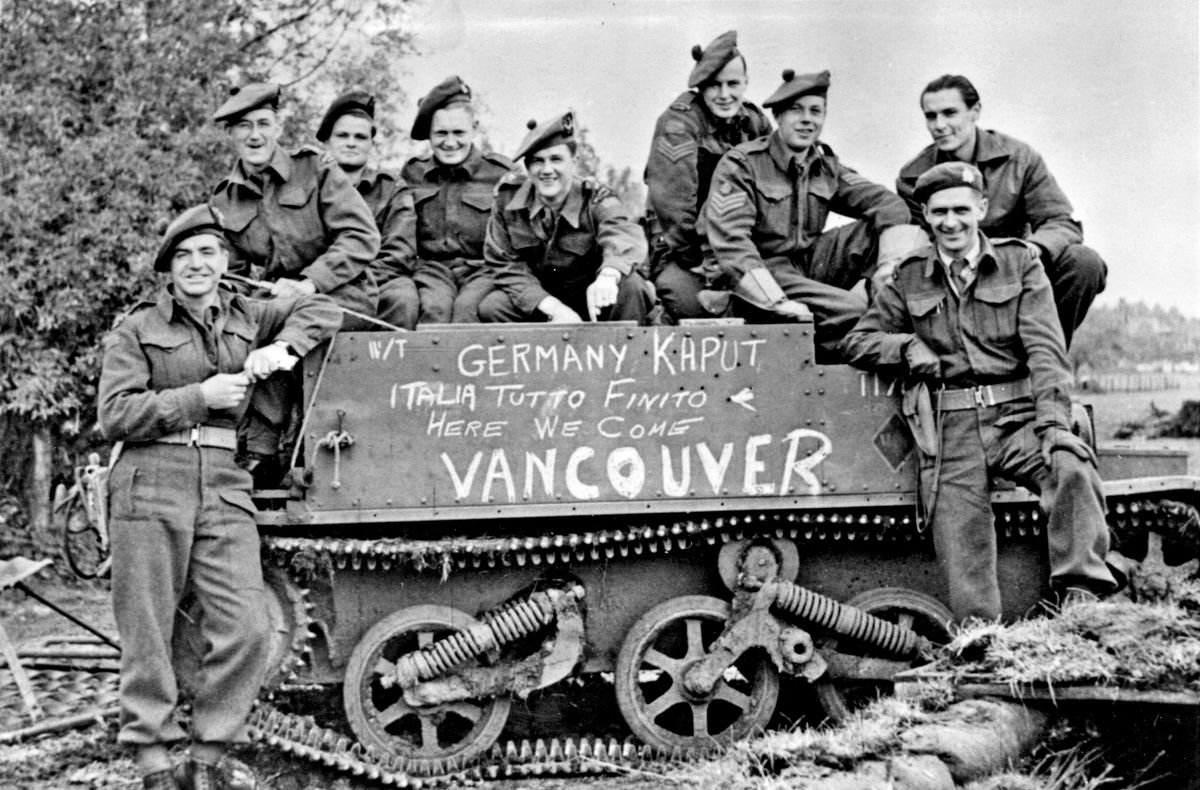 W/T GERMANY KAPUT
ITALIA TUTTO FINITO
HERE WE COME
VANCOUVER